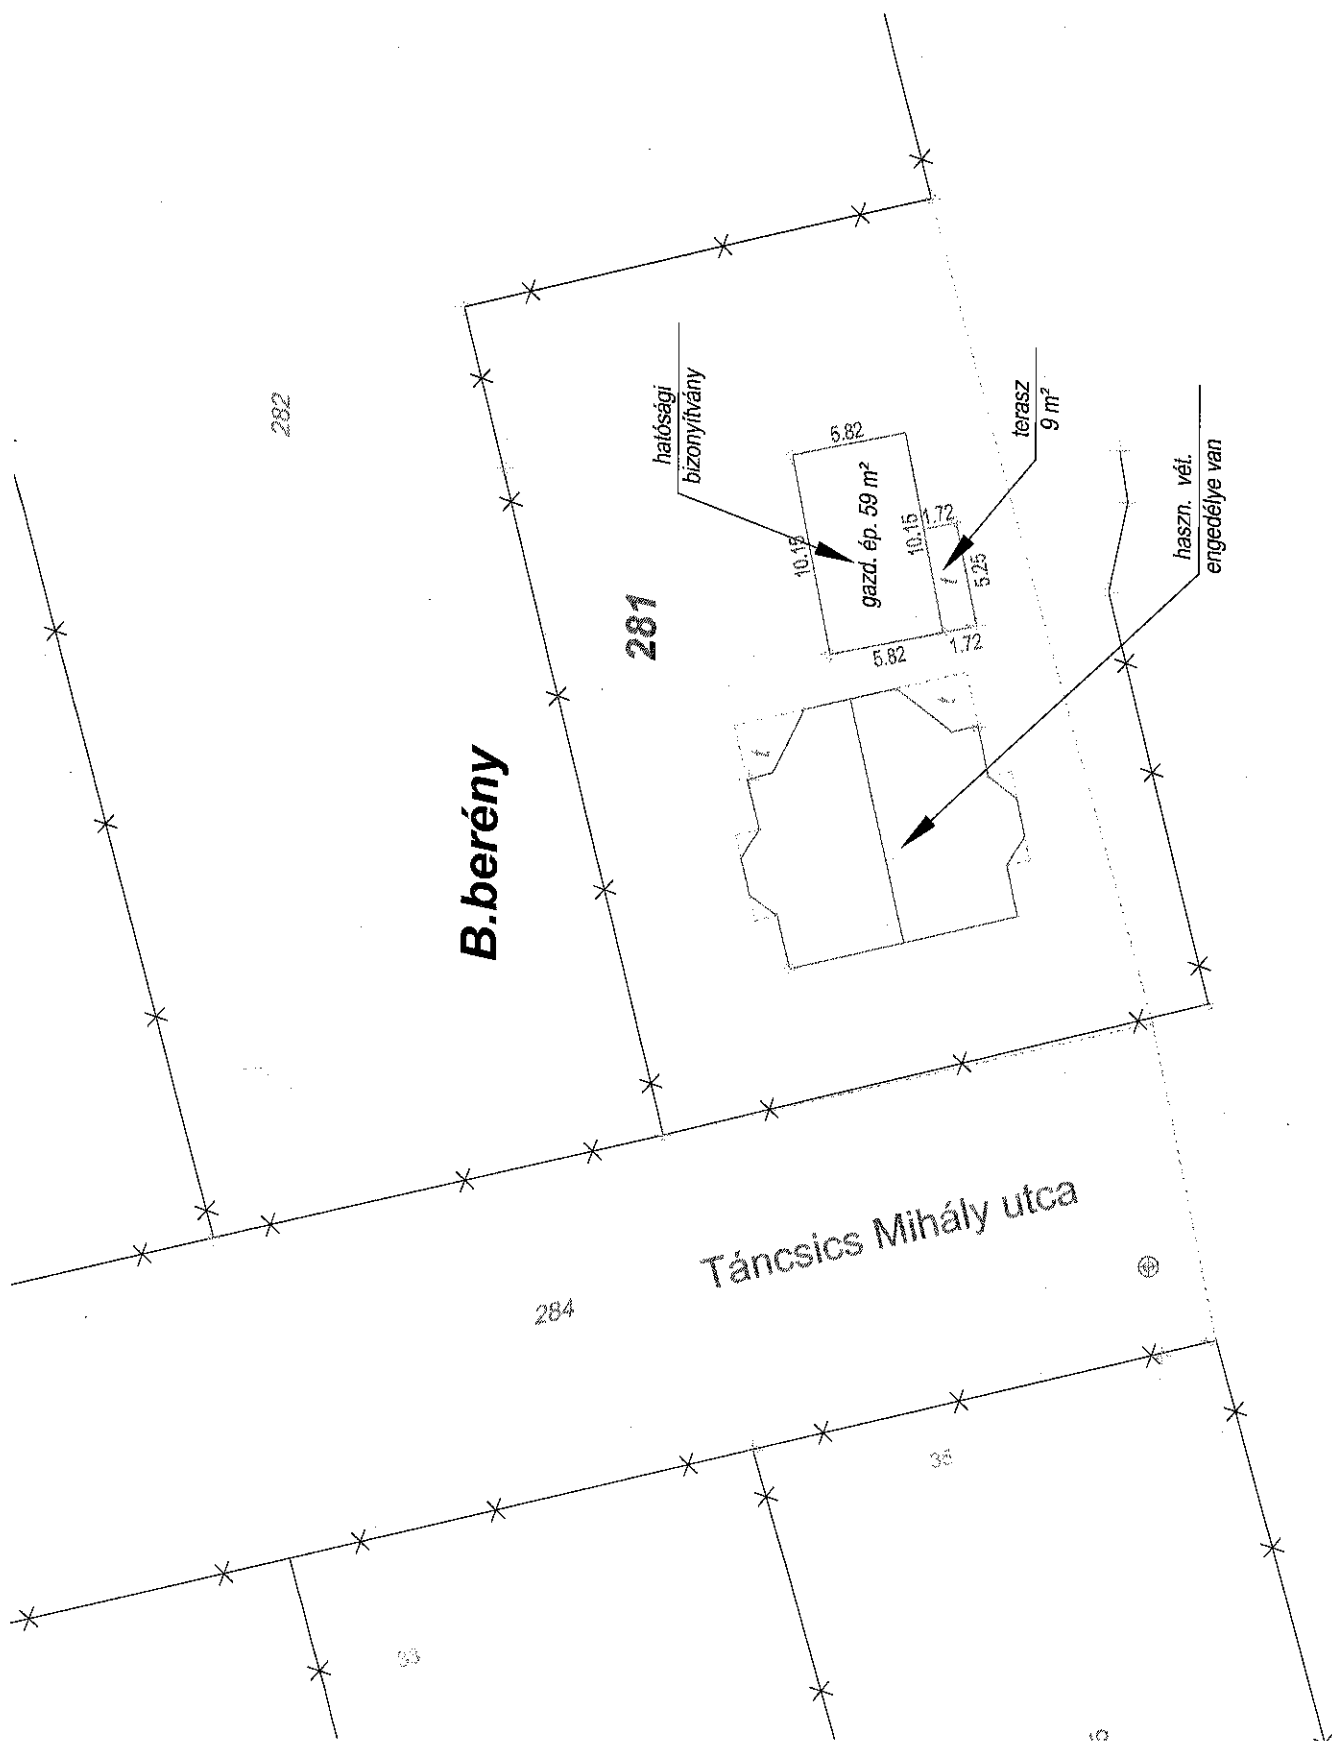 282
hatósági
bizonyítvány
5.82
10.15
gazd. ép. 59 m²
10.15
1.72
t
5.25
5.82
1.72
terasz
9 m²
haszn. vét.
engedélye van
281
B.berény
t
t
Táncsics Mihály utca
284
33